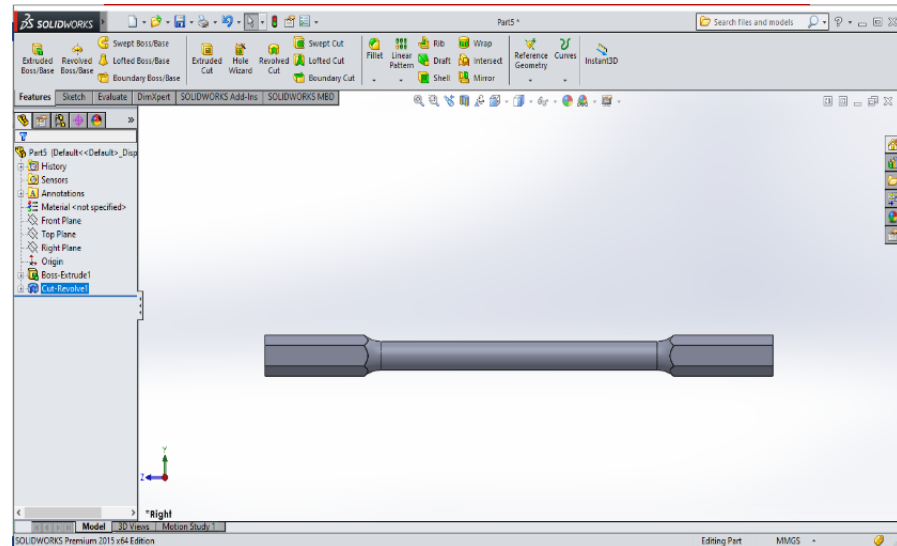 SOLIDWORKS
Part5 *
Search files and models
Extruded Boss/Base
Revolved Boss/Base
Swept Boss/Base
Lofted Boss/Base
Boundary Boss/Base
Extruded Cut
Hole Wizard
Revolved Cut
Swept Cut
Lofted Cut
Boundary Cut
Fillet
Linear Pattern
Rib
Draft
Shell
Wrap
Intersect
Mirror
Reference Geometry
Curves
Instant3D
Features
Sketch
Evaluate
DimXpert
SOLIDWORKS Add-Ins
SOLIDWORKS MBD
Part5 (Default<<Default>_Disp
History
Sensors
Annotations
Material <not specified>
Front Plane
Top Plane
Right Plane
Origin
Boss-Extrude1
Cut-Revolve1
Y
Z
*Right
Model
3D Views
Motion Study 1
SOLIDWORKS Premium 2015 x64 Edition
Editing Part
MMGS